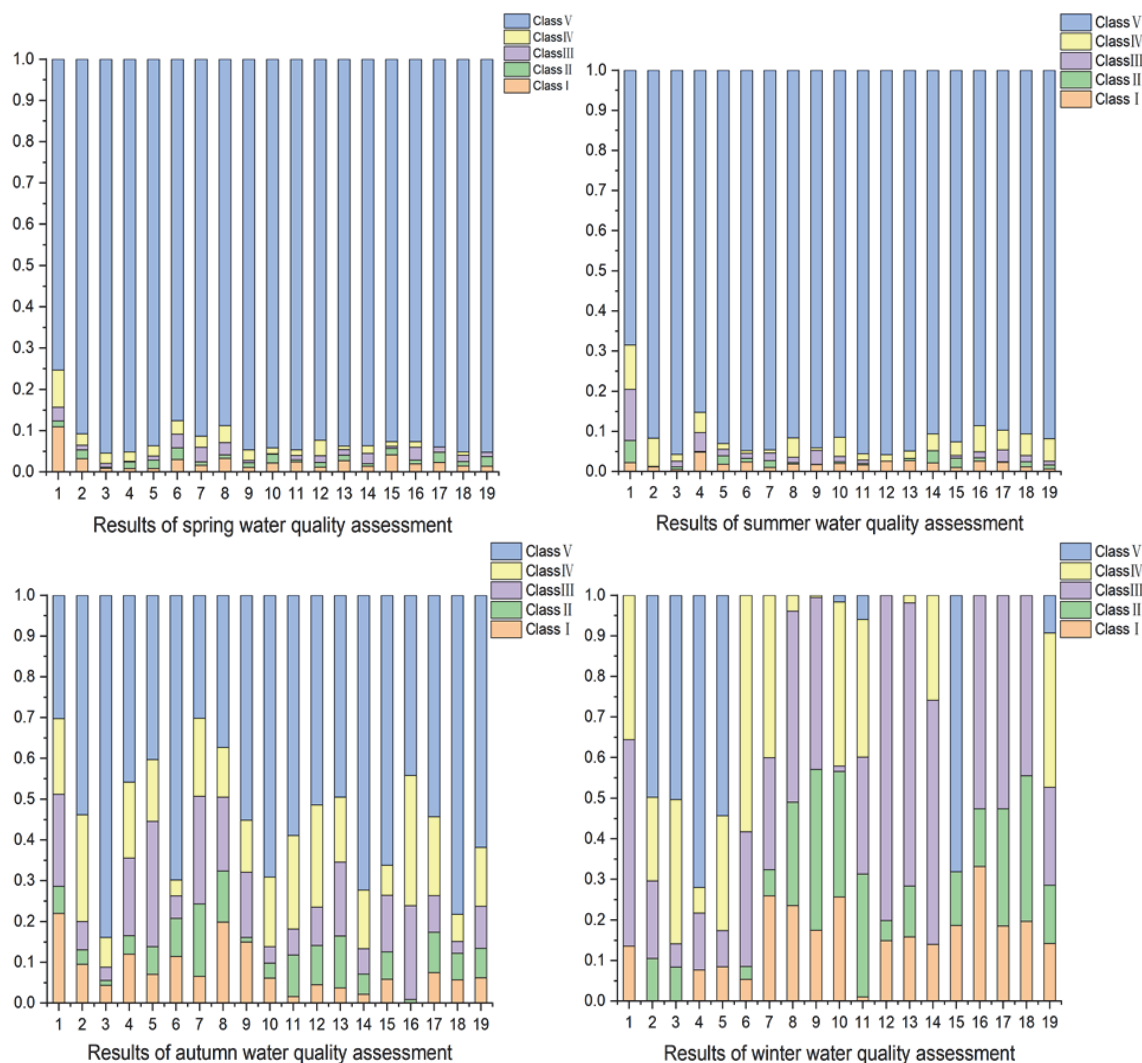 Class Ⅴ
Class Ⅳ
Class Ⅲ
Class Ⅱ
Class Ⅰ
1.0
0.9
0.8
0.7
0.6
0.5
0.4
0.3
0.2
0.1
0.0
1 2 3 4 5 6 7 8 9 10 11 12 13 14 15 16 17 18 19
Results of spring water quality assessment
Class Ⅴ
Class Ⅳ
Class Ⅲ
Class Ⅱ
Class Ⅰ
1.0
0.9
0.8
0.7
0.6
0.5
0.4
0.3
0.2
0.1
0.0
1 2 3 4 5 6 7 8 9 10 11 12 13 14 15 16 17 18 19
Results of summer water quality assessment
Class Ⅴ
Class Ⅳ
Class Ⅲ
Class Ⅱ
Class Ⅰ
1.0
0.9
0.8
0.7
0.6
0.5
0.4
0.3
0.2
0.1
0.0
1 2 3 4 5 6 7 8 9 10 11 12 13 14 15 16 17 18 19
Results of autumn water quality assessment
Class Ⅴ
Class Ⅳ
Class Ⅲ
Class Ⅱ
Class Ⅰ
1.0
0.9
0.8
0.7
0.6
0.5
0.4
0.3
0.2
0.1
0.0
1 2 3 4 5 6 7 8 9 10 11 12 13 14 15 16 17 18 19
Results of winter water quality assessment